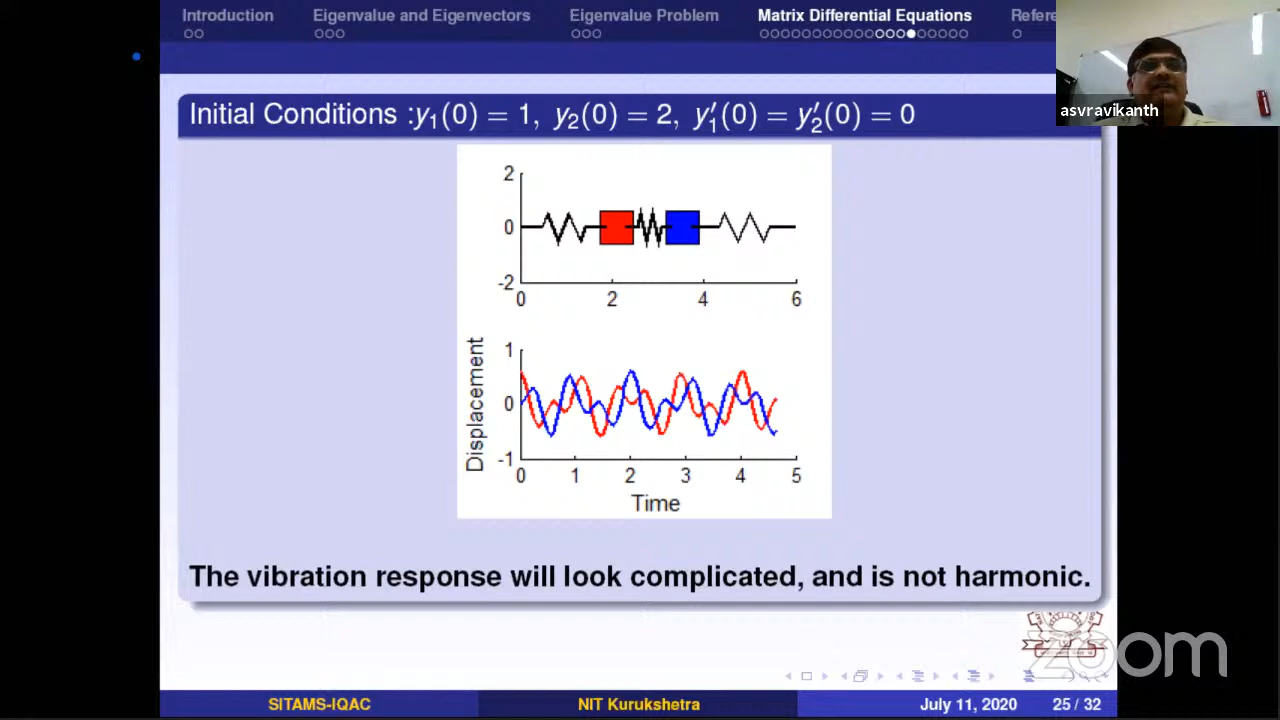 Introduction Eigenvalue and Eigenvectors Eigenvalue Problem Matrix Differential Equations Refere
asvravikanth
Initial Conditions :y₁(0) = 1, y₂(0) = 2, y′₁(0) = y′₂(0) = 0
2
0
-2
0 2 4 6
Displacement
1
0
-1
0 1 2 3 4 5
Time
The vibration response will look complicated, and is not harmonic.
zoom
SITAMS-IQAC NIT Kurukshetra July 11, 2020 25 / 32